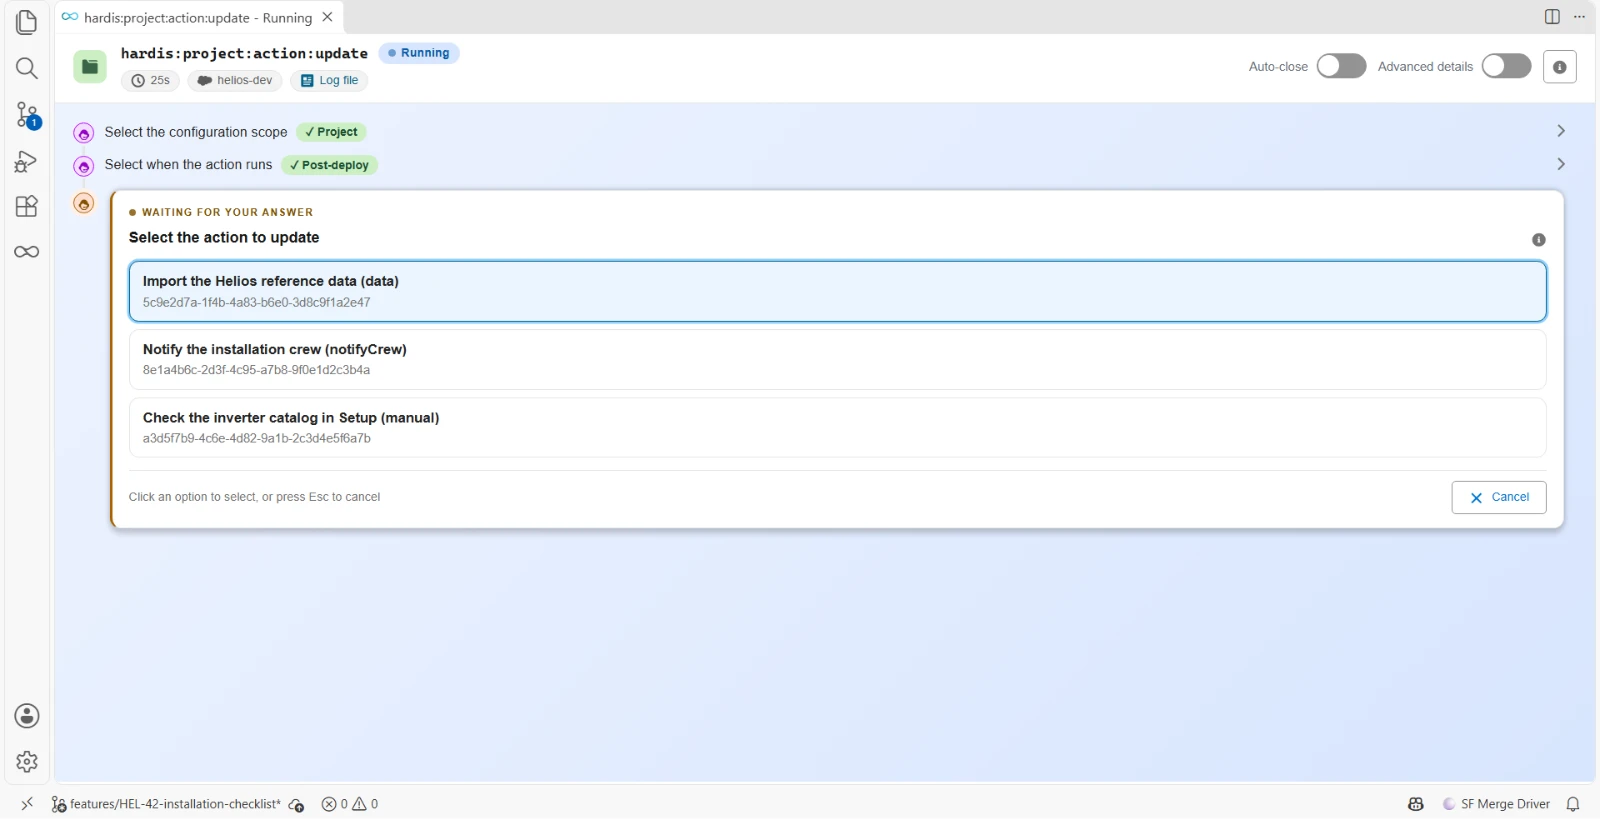 hardis:project:action:update - Running
hardis:project:action:update
Running
25s
helios-dev
Log file
Auto-close
Advanced details
1
Select the configuration scope
✓ Project
Select when the action runs
✓ Post-deploy
WAITING FOR YOUR ANSWER
Select the action to update
Import the Helios reference data (data)
5c9e2d7a-1f4b-4a83-b6e0-3d8c9f1a2e47
Notify the installation crew (notifyCrew)
8e1a4b6c-2d3f-4c95-a7b8-9f0e1d2c3b4a
Check the inverter catalog in Setup (manual)
a3d5f7b9-4c6e-4d82-9a1b-2c3d4e5f6a7b
Click an option to select, or press Esc to cancel
Cancel
features/HEL-42-installation-checklist*
0
0
SF Merge Driver